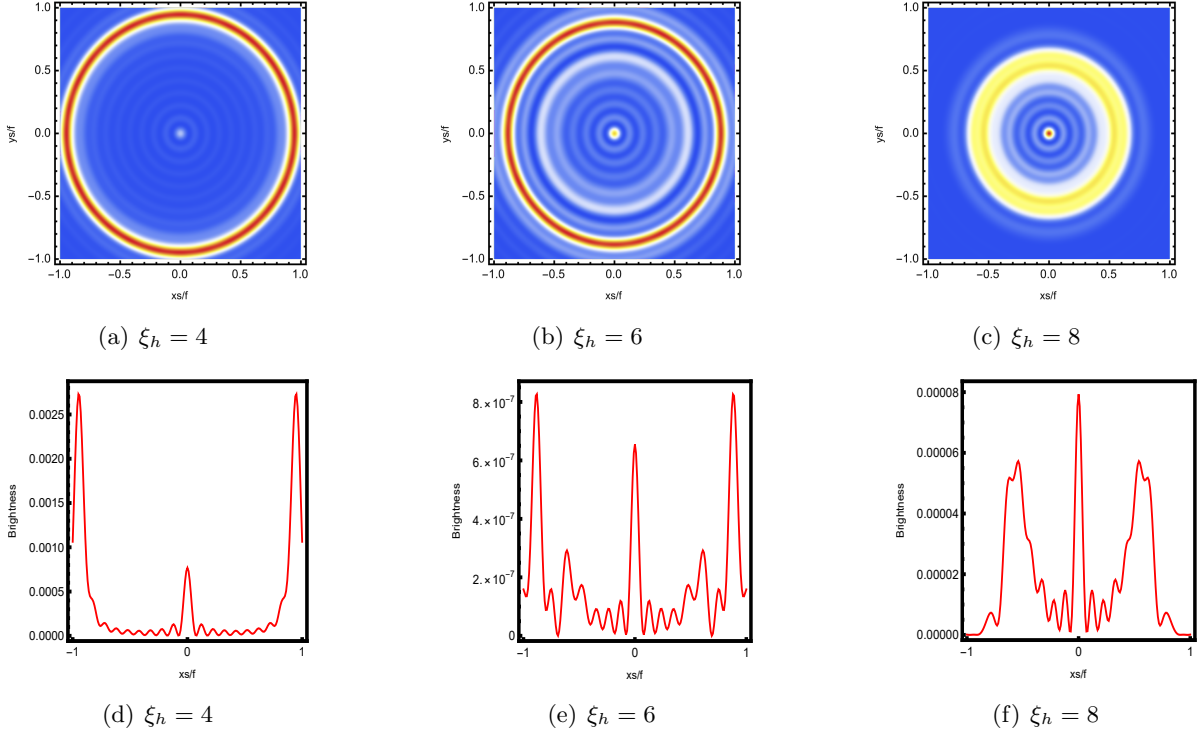 1.0
0.5
0.0
−0.5
−1.0
ys/f
−1.0 −0.5 0.0 0.5 1.0
xs/f
(a) ξh = 4
1.0
0.5
0.0
−0.5
−1.0
ys/f
−1.0 −0.5 0.0 0.5 1.0
xs/f
(b) ξh = 6
1.0
0.5
0.0
−0.5
−1.0
ys/f
−1.0 −0.5 0.0 0.5 1.0
xs/f
(c) ξh = 8
0.0025
0.0020
0.0015
0.0010
0.0005
0.0000
Brightness
−1 0 1
xs/f
(d) ξh = 4
8.×10⁻⁷
6.×10⁻⁷
4.×10⁻⁷
2.×10⁻⁷
0
Brightness
−1 0 1
xs/f
(e) ξh = 6
0.00008
0.00006
0.00004
0.00002
0.00000
Brightness
−1 0 1
xs/f
(f) ξh = 8